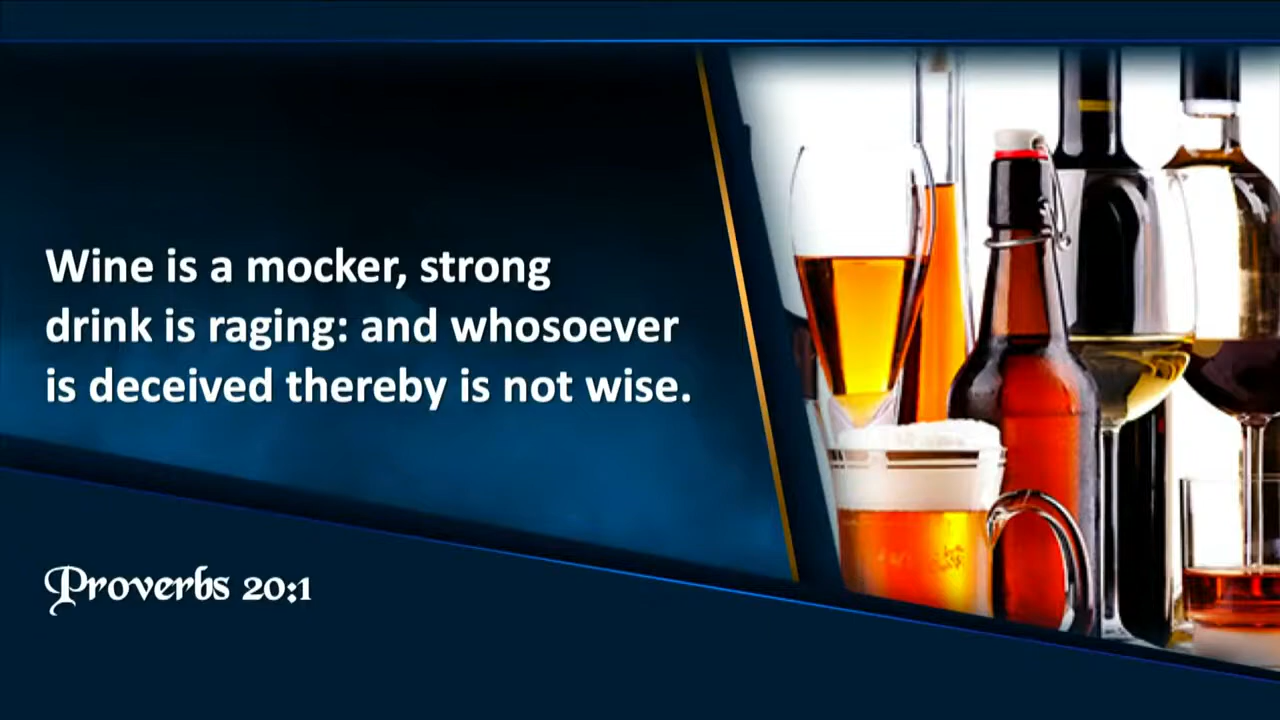 Wine is a mocker, strong
drink is raging: and whosoever
is deceived thereby is not wise.
Proverbs 20:1